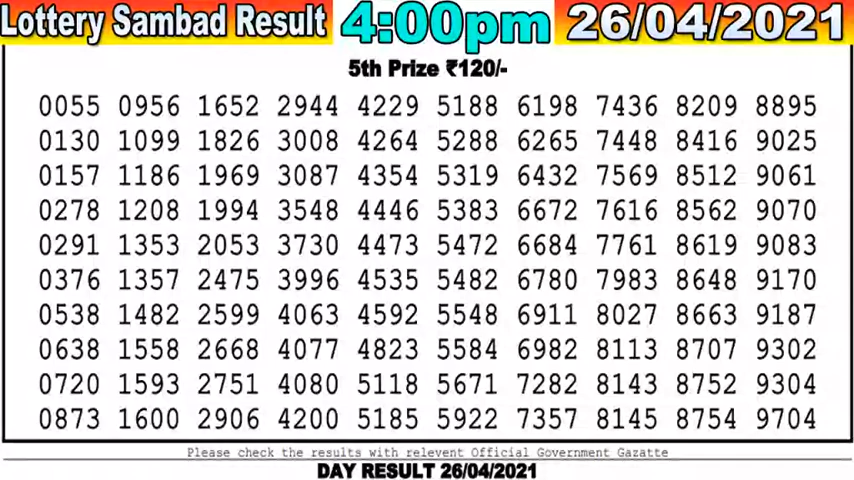 Lottery Sambad Result 4:00pm 26/04/2021
5th Prize ₹120/-
0055 0956 1652 2944 4229 5188 6198 7436 8209 8895
0130 1099 1826 3008 4264 5288 6265 7448 8416 9025
0157 1186 1969 3087 4354 5319 6432 7569 8512 9061
0278 1208 1994 3548 4446 5383 6672 7616 8562 9070
0291 1353 2053 3730 4473 5472 6684 7761 8619 9083
0376 1357 2475 3996 4535 5482 6780 7983 8648 9170
0538 1482 2599 4063 4592 5548 6911 8027 8663 9187
0638 1558 2668 4077 4823 5584 6982 8113 8707 9302
0720 1593 2751 4080 5118 5671 7282 8143 8752 9304
0873 1600 2906 4200 5185 5922 7357 8145 8754 9704
Please check the results with relevent Official Government Gazatte
DAY RESULT 26/04/2021